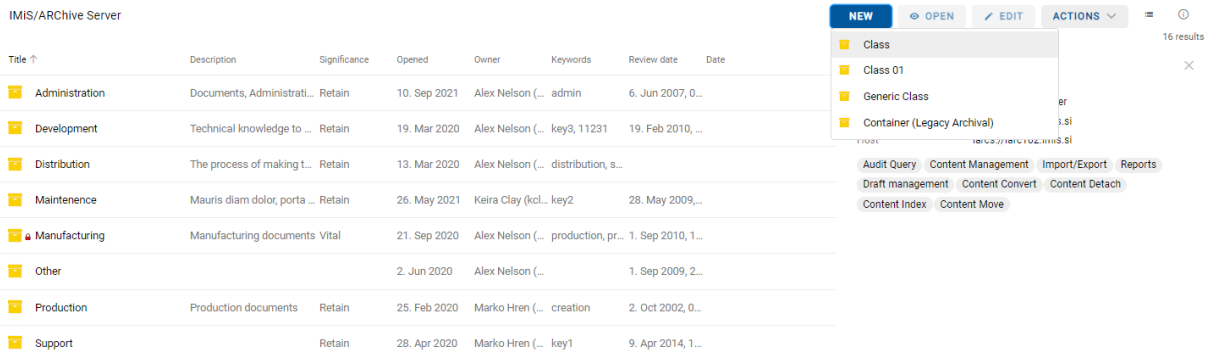 IMiS/ARChive Server
NEW OPEN EDIT ACTIONS
16 results
Title Description Significance Opened Owner Keywords Review date Date
Class
Class 01
Generic Class
Container (Legacy Archival)
Administration Documents, Administrati... Retain 10. Sep 2021 Alex Nelson (... admin 6. Jun 2007, 0...
Development Technical knowledge to ... Retain 19. Mar 2020 Alex Nelson (... key3, 11231 19. Feb 2010, ...
Distribution The process of making t... Retain 13. Mar 2020 Alex Nelson (... distribution, s...
Maintenence Mauris diam dolor, porta ... Retain 26. May 2021 Keira Clay (kcl... key2 28. May 2009,...
Manufacturing Manufacturing documents Vital 21. Sep 2020 Alex Nelson (... production, pr... 1. Sep 2010, 1...
Other 2. Jun 2020 Alex Nelson (... 1. Sep 2009, 2...
Production Production documents Retain 25. Feb 2020 Marko Hren (... creation 2. Oct 2002, 0...
Support Retain 28. Apr 2020 Marko Hren (... key1 9. Apr 2014, 1...
Audit Query Content Management Import/Export Reports
Draft management Content Convert Content Detach
Content Index Content Move